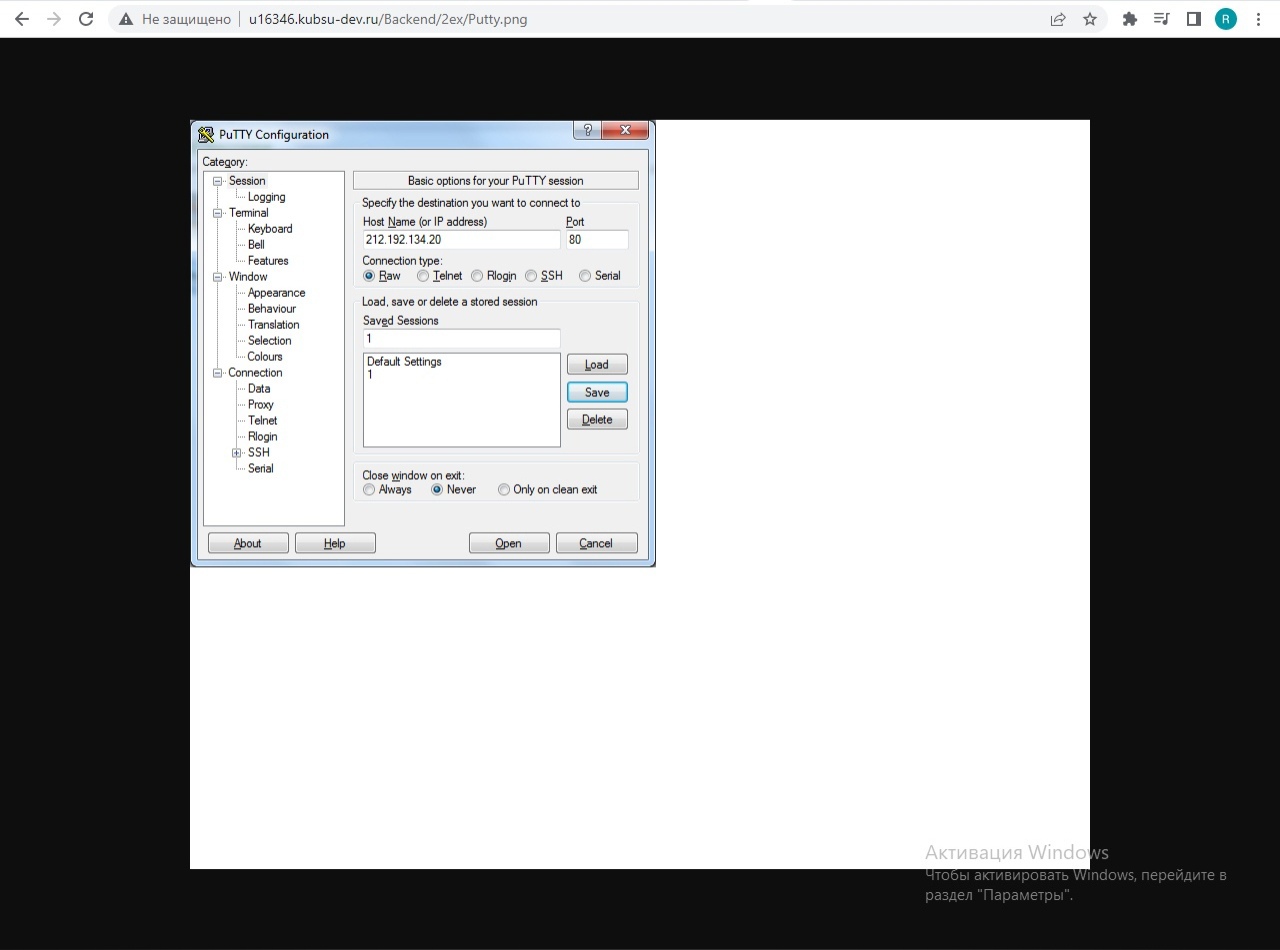 Не защищено
u16346.kubsu-dev.ru/Backend/2ex/Putty.png
R
PuTTY Configuration
?
Category:
Session
Logging
Terminal
Keyboard
Bell
Features
Window
Appearance
Behaviour
Translation
Selection
Colours
Connection
Data
Proxy
Telnet
Rlogin
SSH
Serial
Basic options for your PuTTY session
Specify the destination you want to connect to
Host Name (or IP address) Port
212.192.134.20 80
Connection type:
Raw Telnet Rlogin SSH Serial
Load, save or delete a stored session
Saved Sessions
1
Default Settings
1
Load
Save
Delete
Close window on exit:
Always Never Only on clean exit
About Help Open Cancel
Активация Windows
Чтобы активировать Windows, перейдите в
раздел "Параметры".